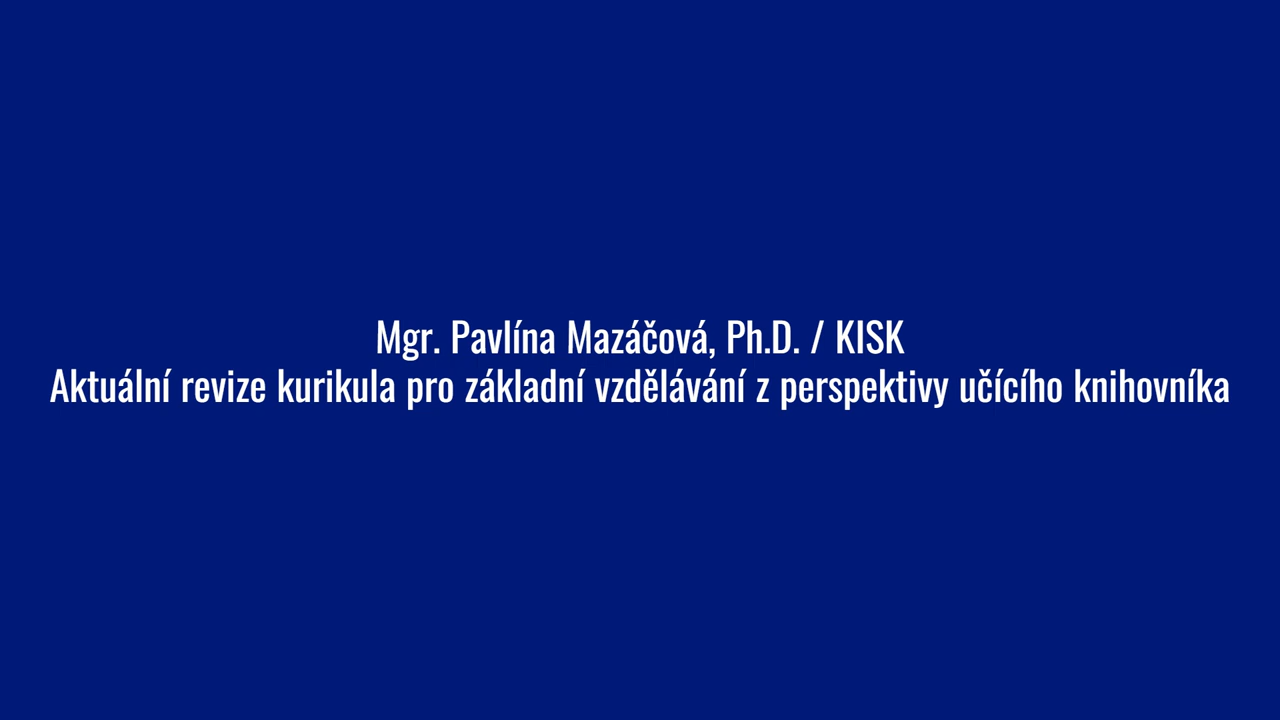 Mgr. Pavlína Mazáčová, Ph.D. / KISK
Aktuální revize kurikula pro základní vzdělávání z perspektivy učícího knihovníka